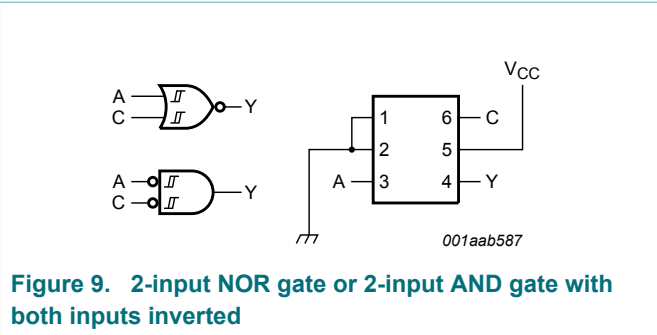 A
C
Y
A
C
Y
VCC
1
6
C
2
5
A
3
4
Y
001aab587
Figure 9. 2-input NOR gate or 2-input AND gate with
both inputs inverted